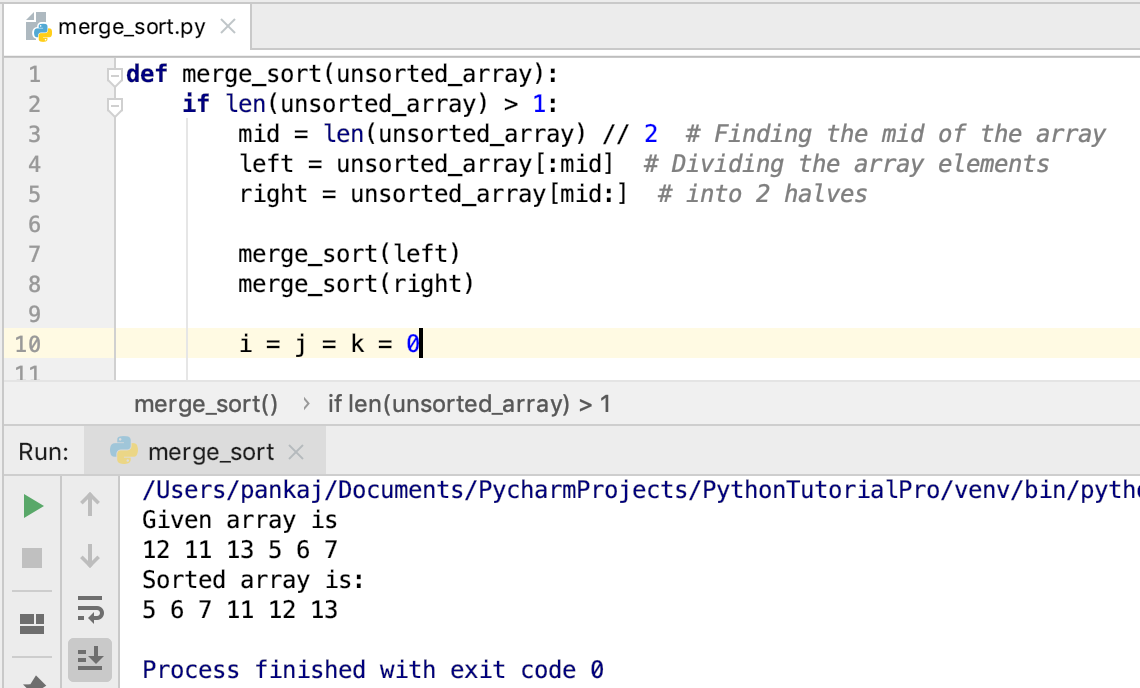 merge_sort.py
1 def merge_sort(unsorted_array):
2 if len(unsorted_array) > 1:
3 mid = len(unsorted_array) // 2 # Finding the mid of the array
4 left = unsorted_array[:mid] # Dividing the array elements
5 right = unsorted_array[mid:] # into 2 halves
6
7 merge_sort(left)
8 merge_sort(right)
9
10 i = j = k = 0
11
merge_sort() › if len(unsorted_array) > 1
Run: merge_sort
/Users/pankaj/Documents/PycharmProjects/PythonTutorialPro/venv/bin/pytho
Given array is
12 11 13 5 6 7
Sorted array is:
5 6 7 11 12 13
Process finished with exit code 0